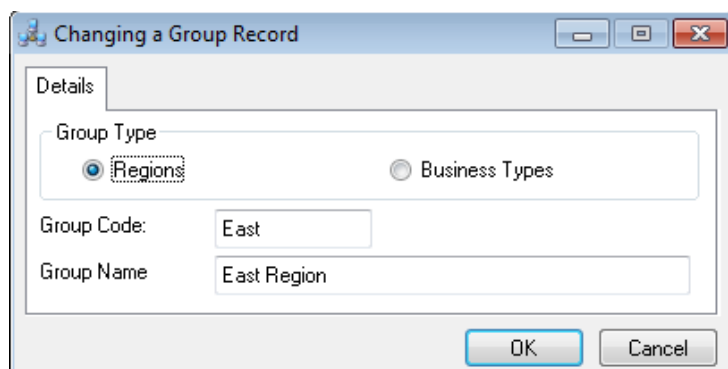 Changing a Group Record
Details
Group Type
Regions Business Types
Group Code: East
Group Name East Region
OK Cancel